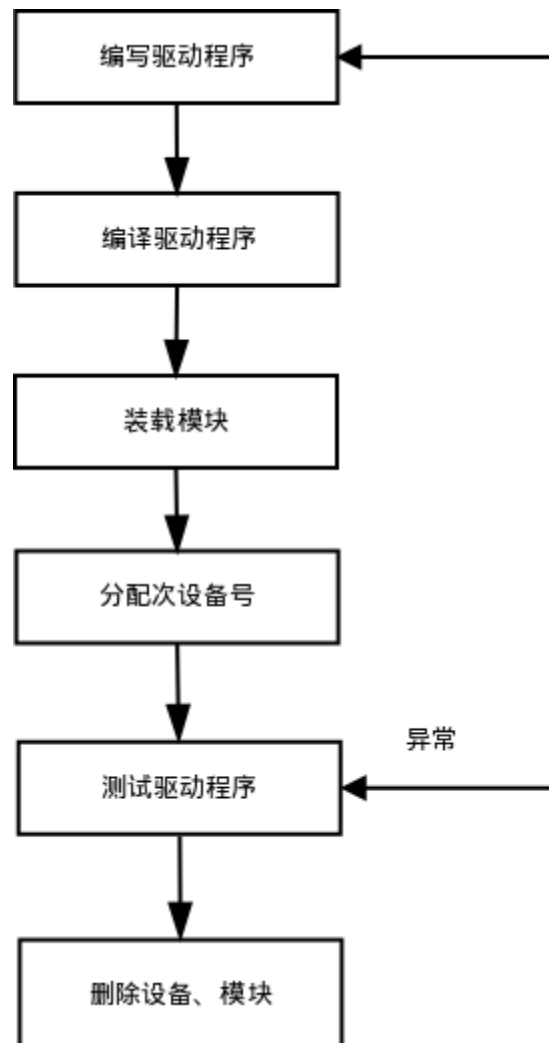 编写驱动程序
编译驱动程序
装载模块
分配次设备号
异常
测试驱动程序
删除设备、模块